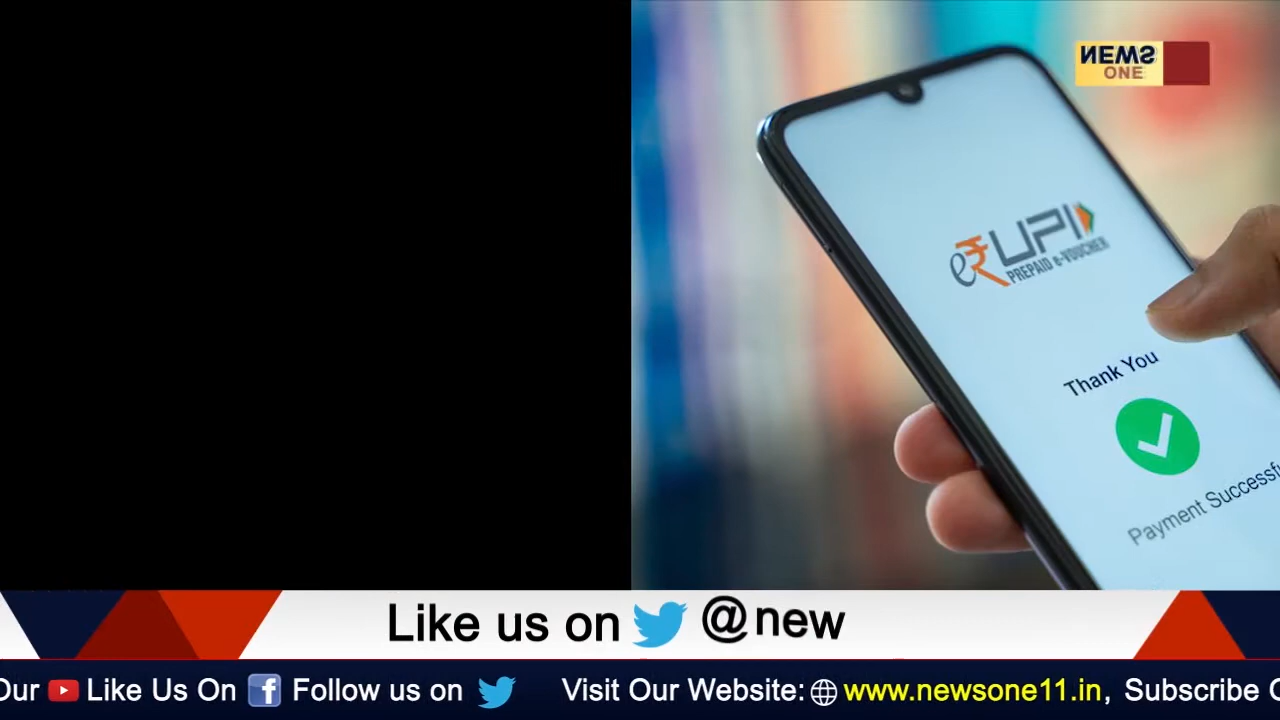 NEWS
ONE
e₹UPI
PREPAID e-VOUCHER
Thank You
Payment Successf
Like us on @new
Our Like Us On Follow us on Visit Our Website: www.newsone11.in, Subscribe